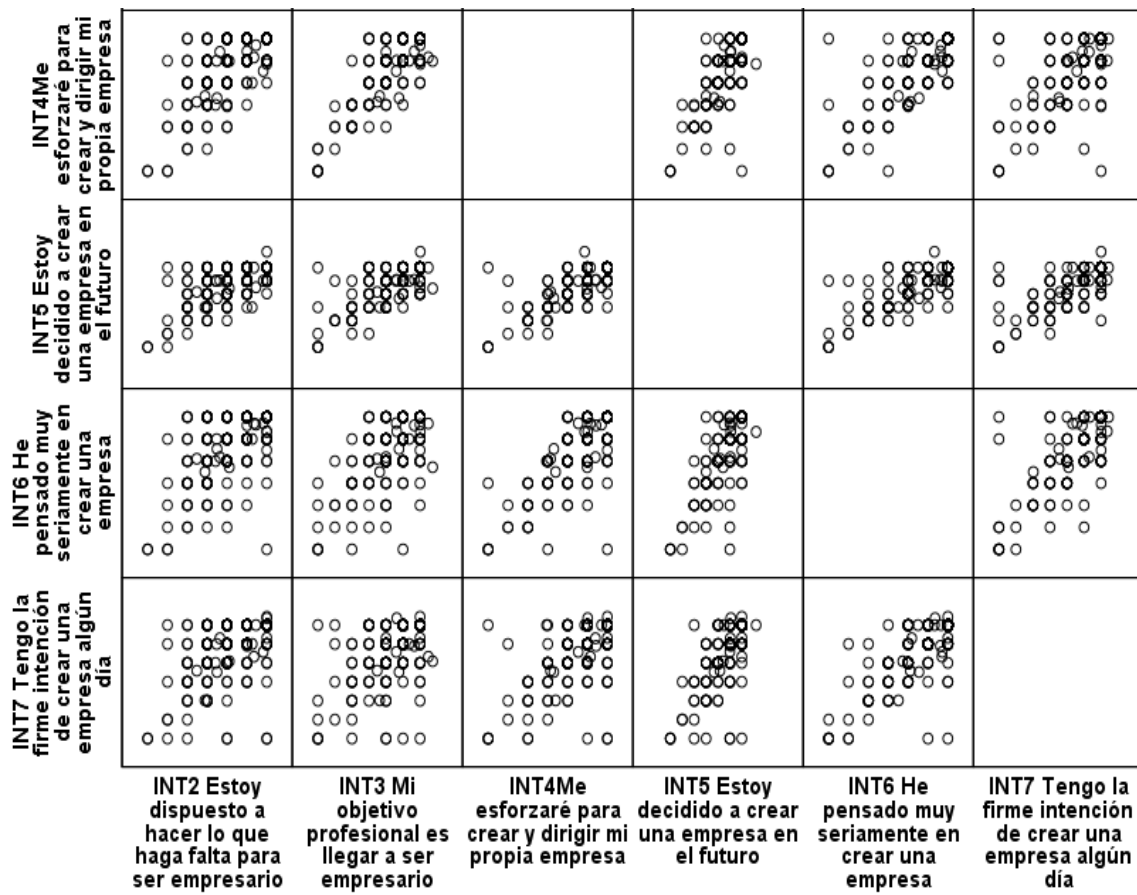 INT4Me
esforzaré para
crear y dirigir mi
propia empresa
INT5 Estoy
decidido a crear
una empresa en
el futuro
INT6 He
pensado muy
seriamente en
crear una
empresa
INT7 Tengo la
firme intención
de crear una
empresa algún
día
INT2 Estoy
dispuesto a
hacer lo que
haga falta para
ser empresario
INT3 Mi
objetivo
profesional es
llegar a ser
empresario
INT4Me
esforzaré para
crear y dirigir mi
propia empresa
INT5 Estoy
decidido a crear
una empresa en
el futuro
INT6 He
pensado muy
seriamente en
crear una
empresa
INT7 Tengo la
firme intención
de crear una
empresa algún
día